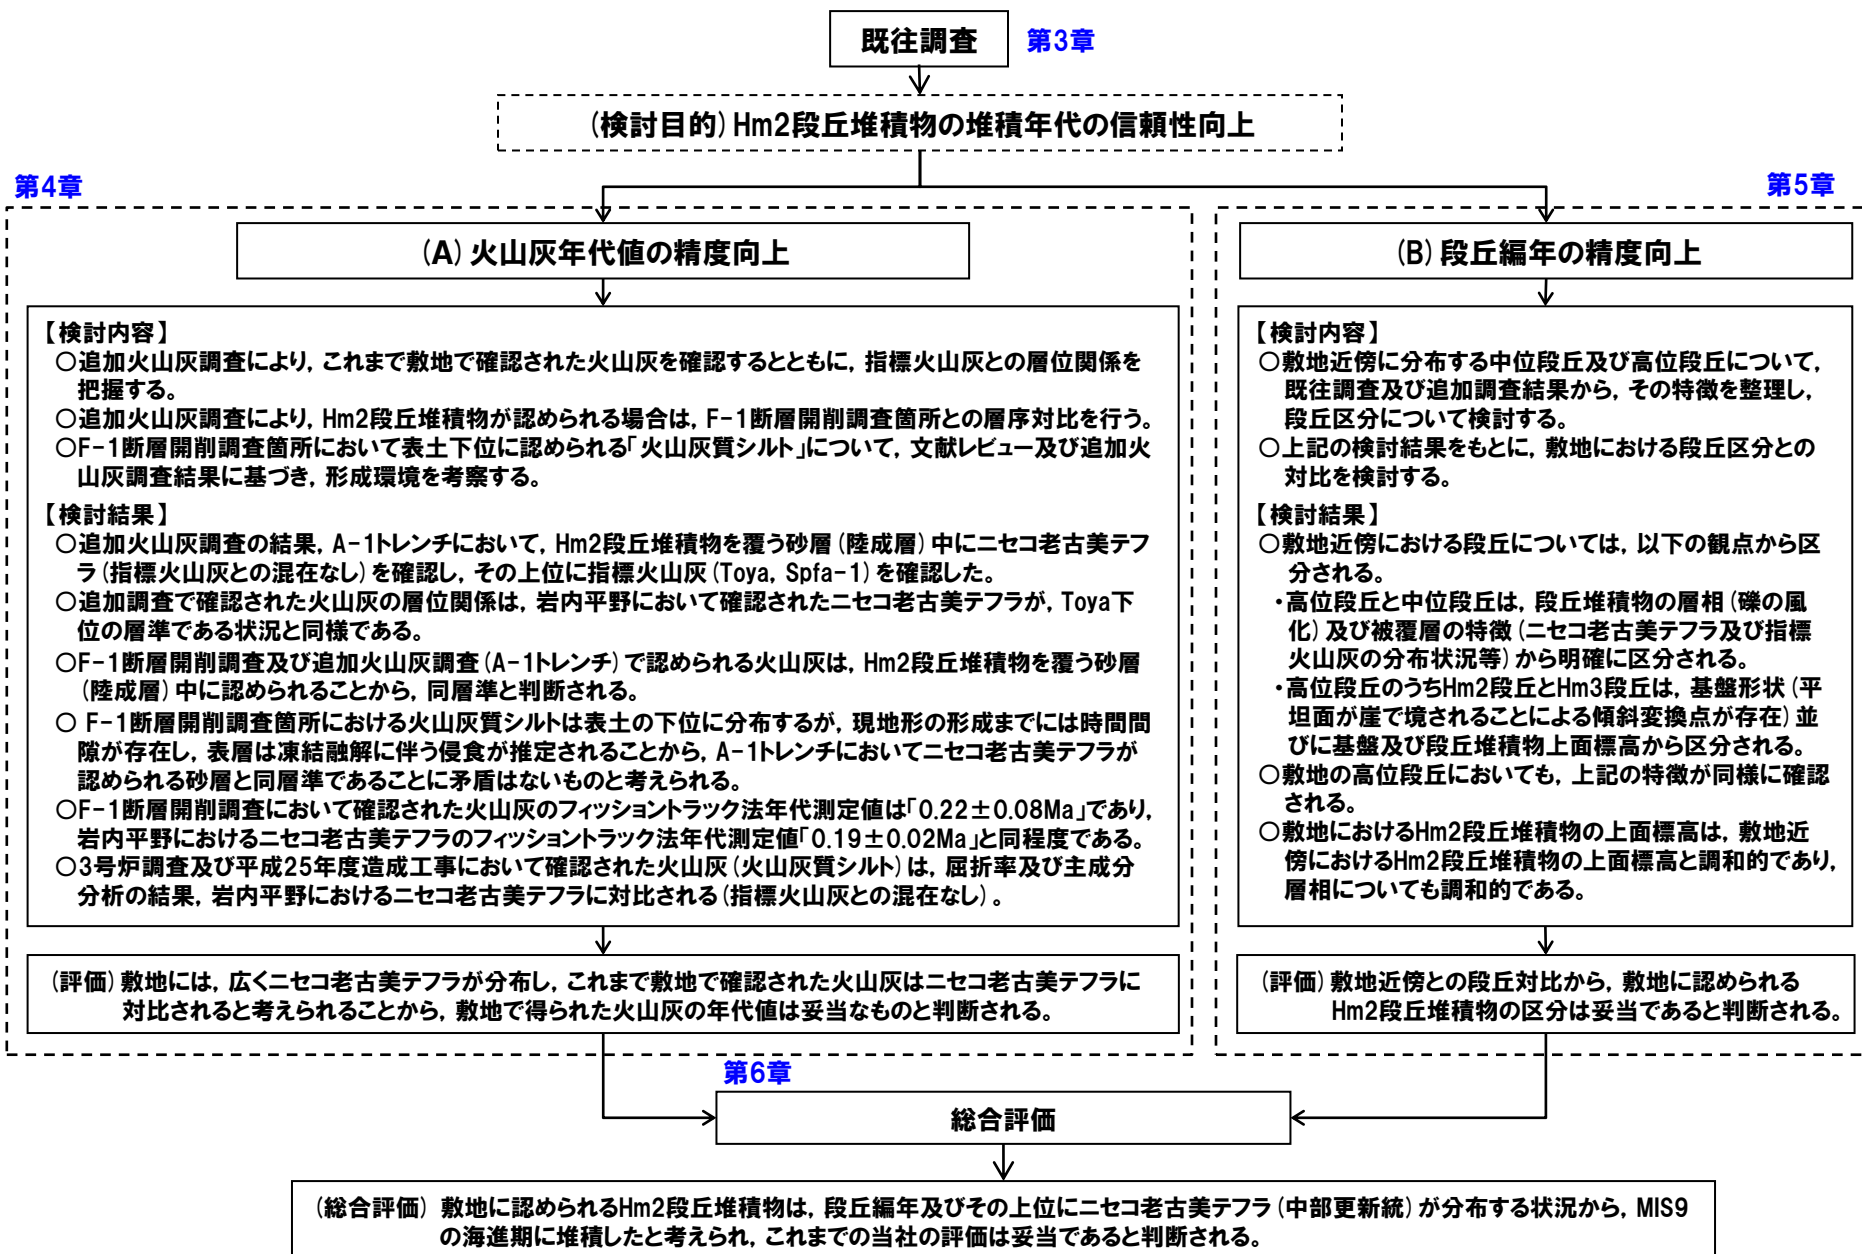 既往調査
第3章
(検討目的)Hm2段丘堆積物の堆積年代の信頼性向上
第4章
(A)火山灰年代値の精度向上
【検討内容】
○追加火山灰調査により，これまで敷地で確認された火山灰を確認するとともに，指標火山灰との層位関係を
把握する。
○追加火山灰調査により，Hm2段丘堆積物が認められる場合は，F-1断層開削調査箇所との層序対比を行う。
○F-1断層開削調査箇所において表土下位に認められる「火山灰質シルト」について，文献レビュー及び追加火
山灰調査結果に基づき，形成環境を考察する。
【検討結果】
○追加火山灰調査の結果，A-1トレンチにおいて，Hm2段丘堆積物を覆う砂層(陸成層)中にニセコ老古美テフ
ラ(指標火山灰との混在なし)を確認し，その上位に指標火山灰(Toya，Spfa-1)を確認した。
○追加調査で確認された火山灰の層位関係は，岩内平野において確認されたニセコ老古美テフラが，Toya下
位の層準である状況と同様である。
○F-1断層開削調査及び追加火山灰調査(A-1トレンチ)で認められる火山灰は，Hm2段丘堆積物を覆う砂層
(陸成層)中に認められることから，同層準と判断される。
○ F-1断層開削調査箇所における火山灰質シルトは表土の下位に分布するが，現地形の形成までには時間間
隙が存在し，表層は凍結融解に伴う侵食が推定されることから，A-1トレンチにおいてニセコ老古美テフラが
認められる砂層と同層準であることに矛盾はないものと考えられる。
○F-1断層開削調査において確認された火山灰のフィッショントラック法年代測定値は「0.22±0.08Ma」であり，
岩内平野におけるニセコ老古美テフラのフィッショントラック法年代測定値「0.19±0.02Ma」と同程度である。
○3号炉調査及び平成25年度造成工事において確認された火山灰(火山灰質シルト)は，屈折率及び主成分
分析の結果，岩内平野におけるニセコ老古美テフラに対比される(指標火山灰との混在なし)。
(評価)敷地には，広くニセコ老古美テフラが分布し，これまで敷地で確認された火山灰はニセコ老古美テフラに
対比されると考えられることから，敷地で得られた火山灰の年代値は妥当なものと判断される。
第5章
(B)段丘編年の精度向上
【検討内容】
○敷地近傍に分布する中位段丘及び高位段丘について，
既往調査及び追加調査結果から，その特徴を整理し，
段丘区分について検討する。
○上記の検討結果をもとに，敷地における段丘区分との
対比を検討する。
【検討結果】
○敷地近傍における段丘については，以下の観点から区
分される。
・高位段丘と中位段丘は，段丘堆積物の層相(礫の風
化)及び被覆層の特徴(ニセコ老古美テフラ及び指標
火山灰の分布状況等)から明確に区分される。
・高位段丘のうちHm2段丘とHm3段丘は，基盤形状(平
坦面が崖で境されることによる傾斜変換点が存在)並
びに基盤及び段丘堆積物上面標高から区分される。
○敷地の高位段丘においても，上記の特徴が同様に確認
される。
○敷地におけるHm2段丘堆積物の上面標高は，敷地近
傍におけるHm2段丘堆積物の上面標高と調和的であり，
層相についても調和的である。
(評価)敷地近傍との段丘対比から，敷地に認められる
Hm2段丘堆積物の区分は妥当であると判断される。
第6章
総合評価
(総合評価) 敷地に認められるHm2段丘堆積物は，段丘編年及びその上位にニセコ老古美テフラ(中部更新統)が分布する状況から，MIS9
の海進期に堆積したと考えられ，これまでの当社の評価は妥当であると判断される。